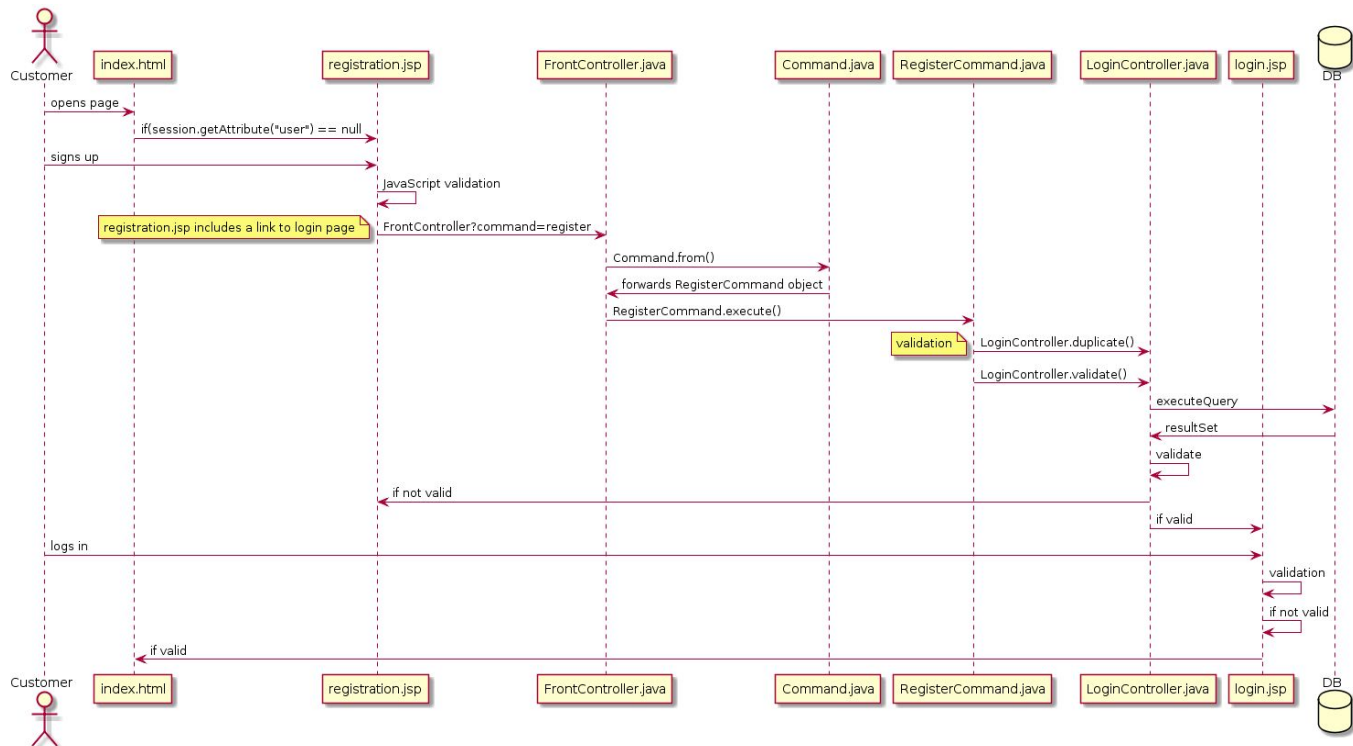 Customer
index.html
registration.jsp
FrontController.java
Command.java
RegisterCommand.java
LoginController.java
login.jsp
DB
opens page
if(session.getAttribute("user") == null
signs up
JavaScript validation
registration.jsp includes a link to login page
FrontController?command=register
Command.from()
forwards RegisterCommand object
RegisterCommand.execute()
validation
LoginController.duplicate()
LoginController.validate()
executeQuery
resultSet
validate
if not valid
if valid
logs in
validation
if not valid
if valid
Customer
index.html
registration.jsp
FrontController.java
Command.java
RegisterCommand.java
LoginController.java
login.jsp
DB